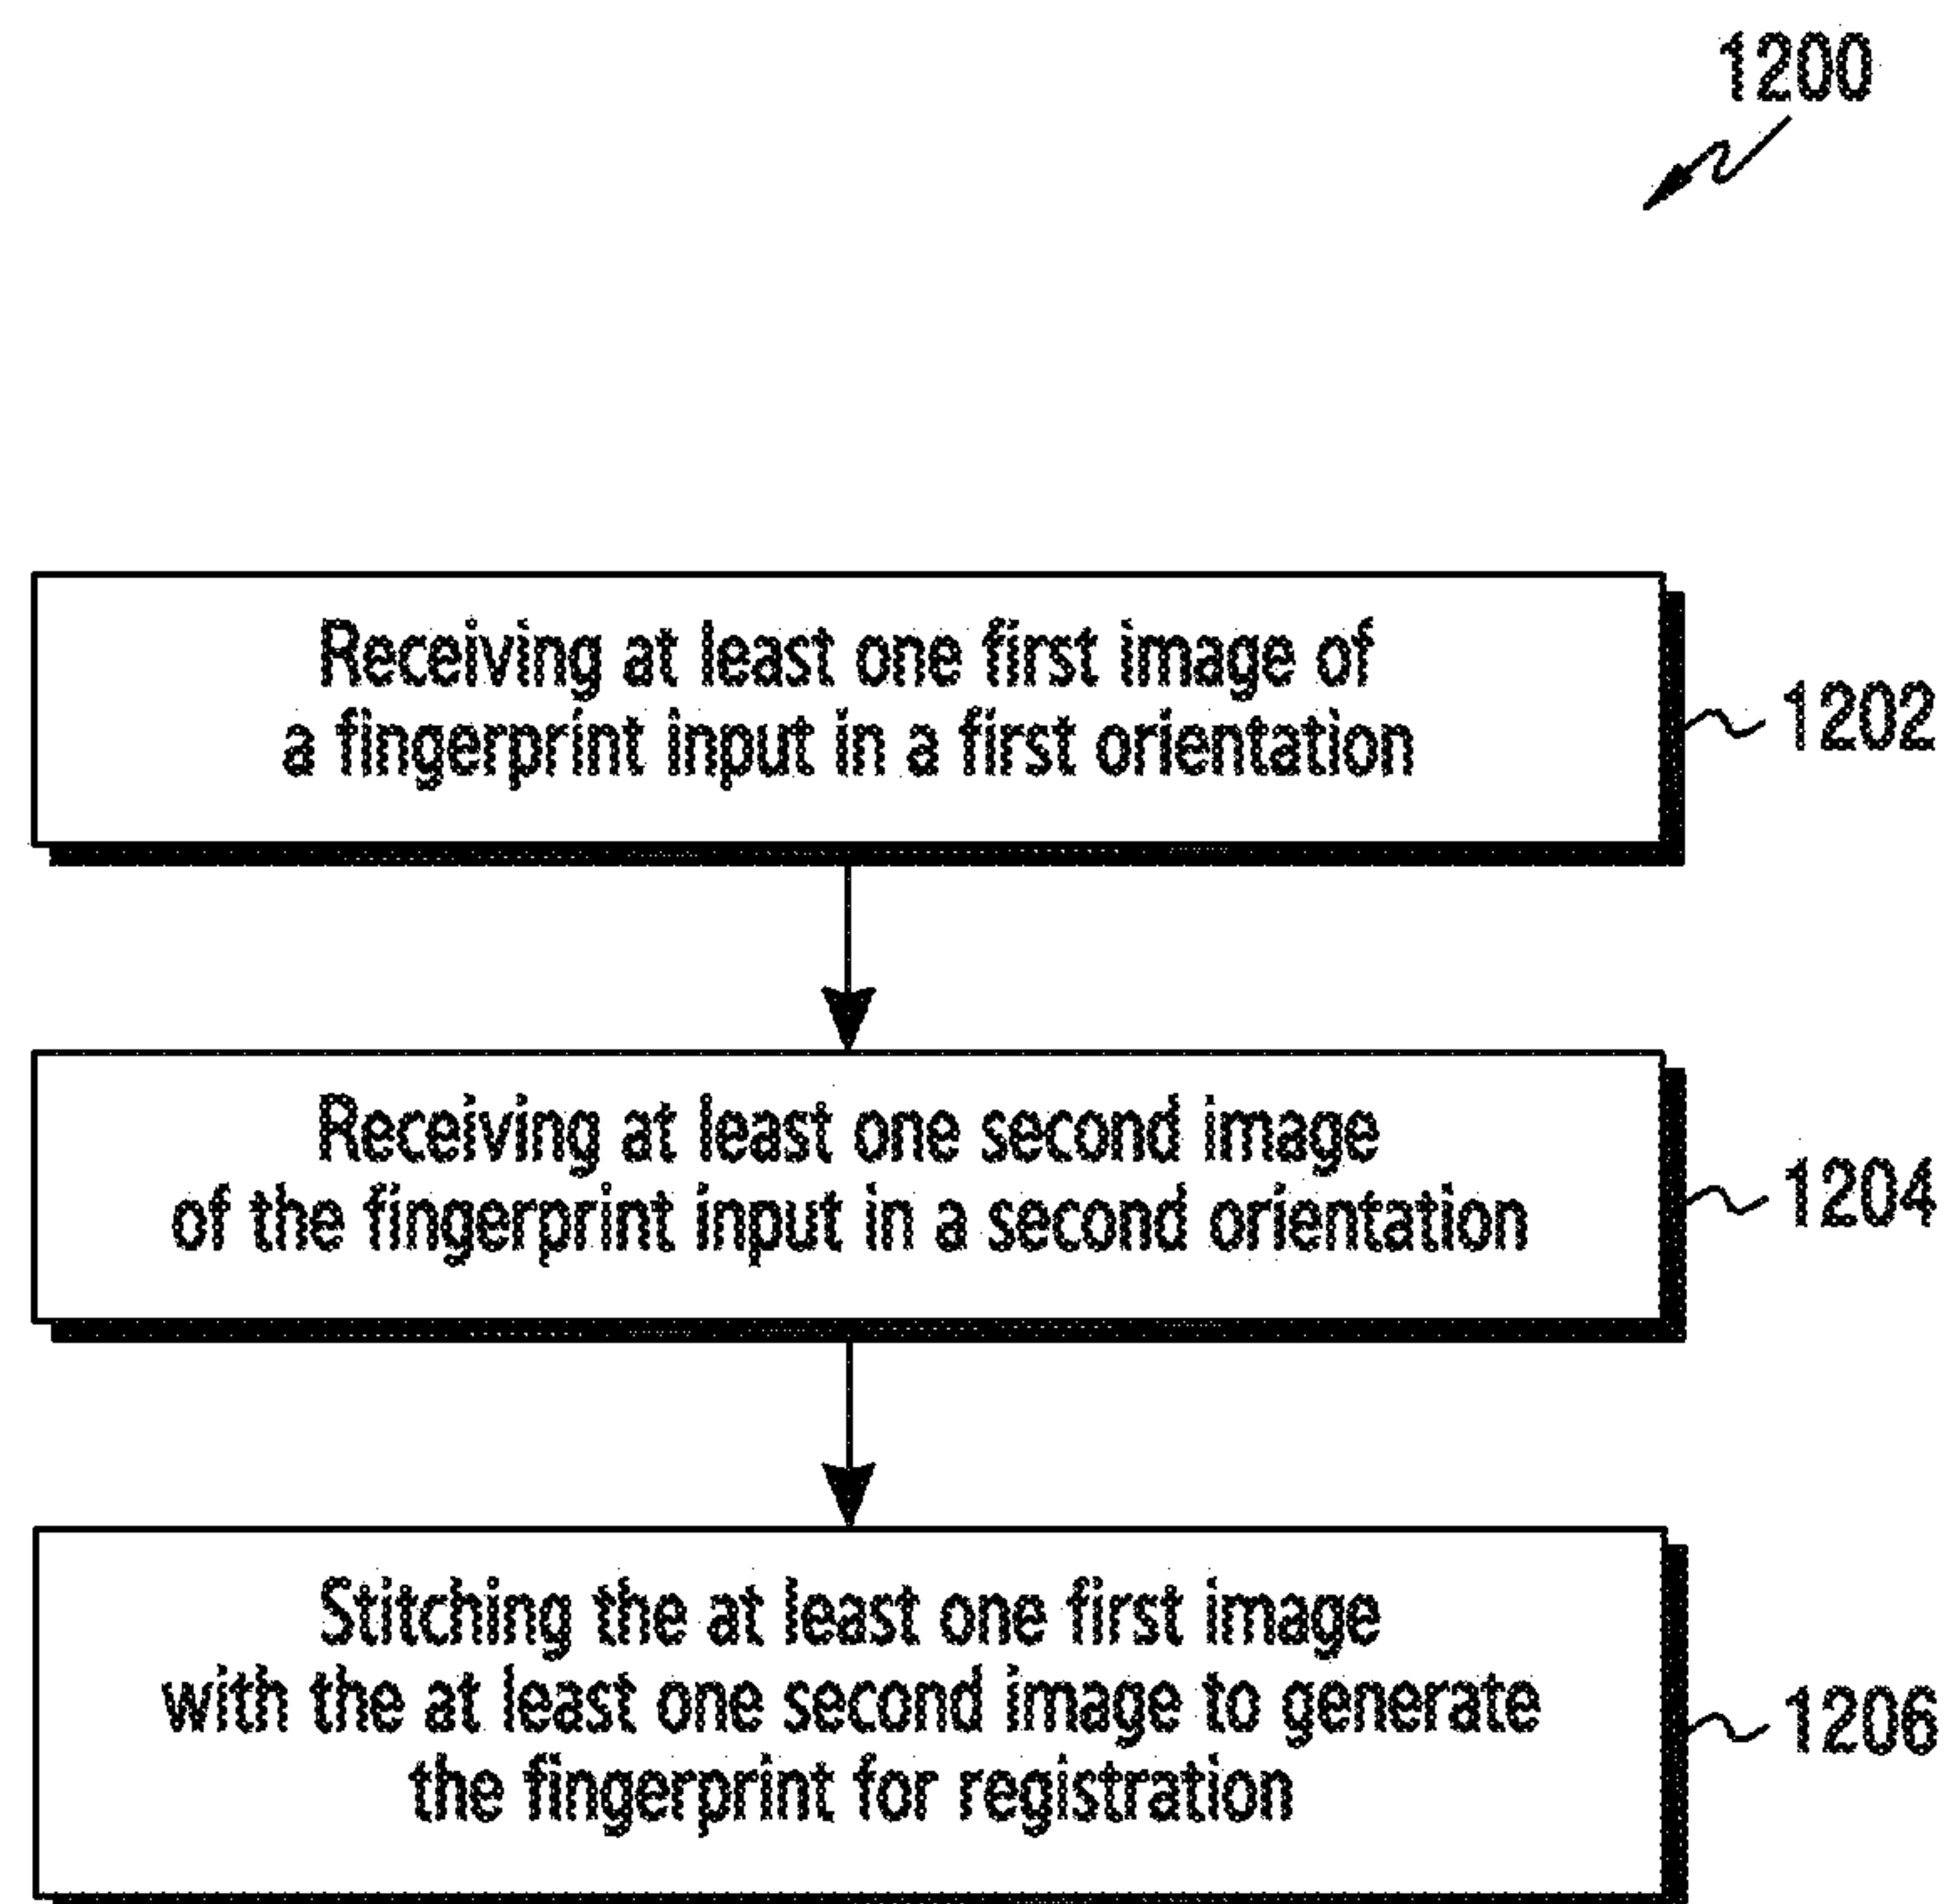 1200
Receiving at least one first image of
a fingerprint input in a first orientation
1202
Receiving at least one second image
of the fingerprint input in a second orientation
1204
Stitching the at least one first image
with the at least one second image to generate
the fingerprint for registration
1206